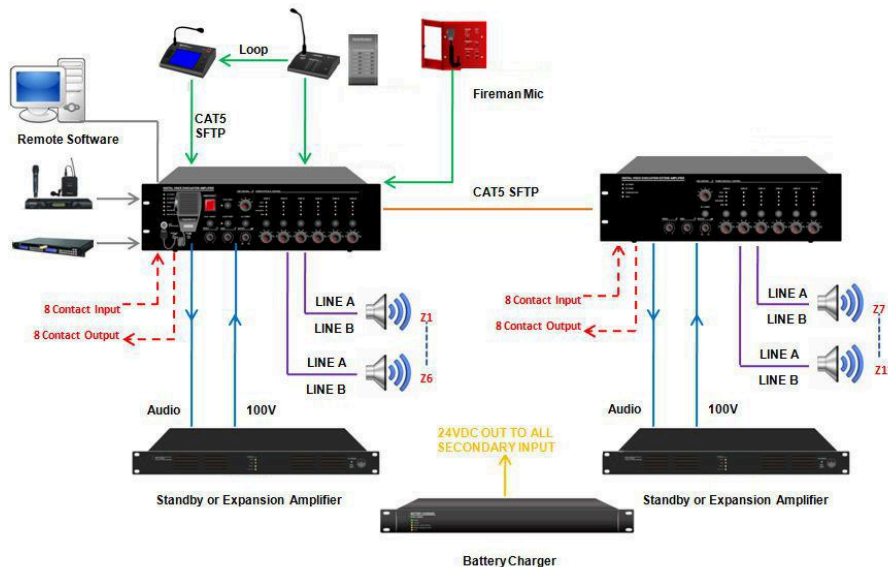 Loop
Fireman Mic
CAT5
SFTP
Remote Software
CAT5 SFTP
8 Contact Input
8 Contact Output
LINE A
LINE B
Z1
LINE A
LINE B
Z6
8 Contact Input
8 Contact Output
LINE A
LINE B
Z7
LINE A
LINE B
Z1
Audio
100V
Audio
100V
24VDC OUT TO ALL
SECONDARY INPUT
Standby or Expansion Amplifier
Standby or Expansion Amplifier
Battery Charger